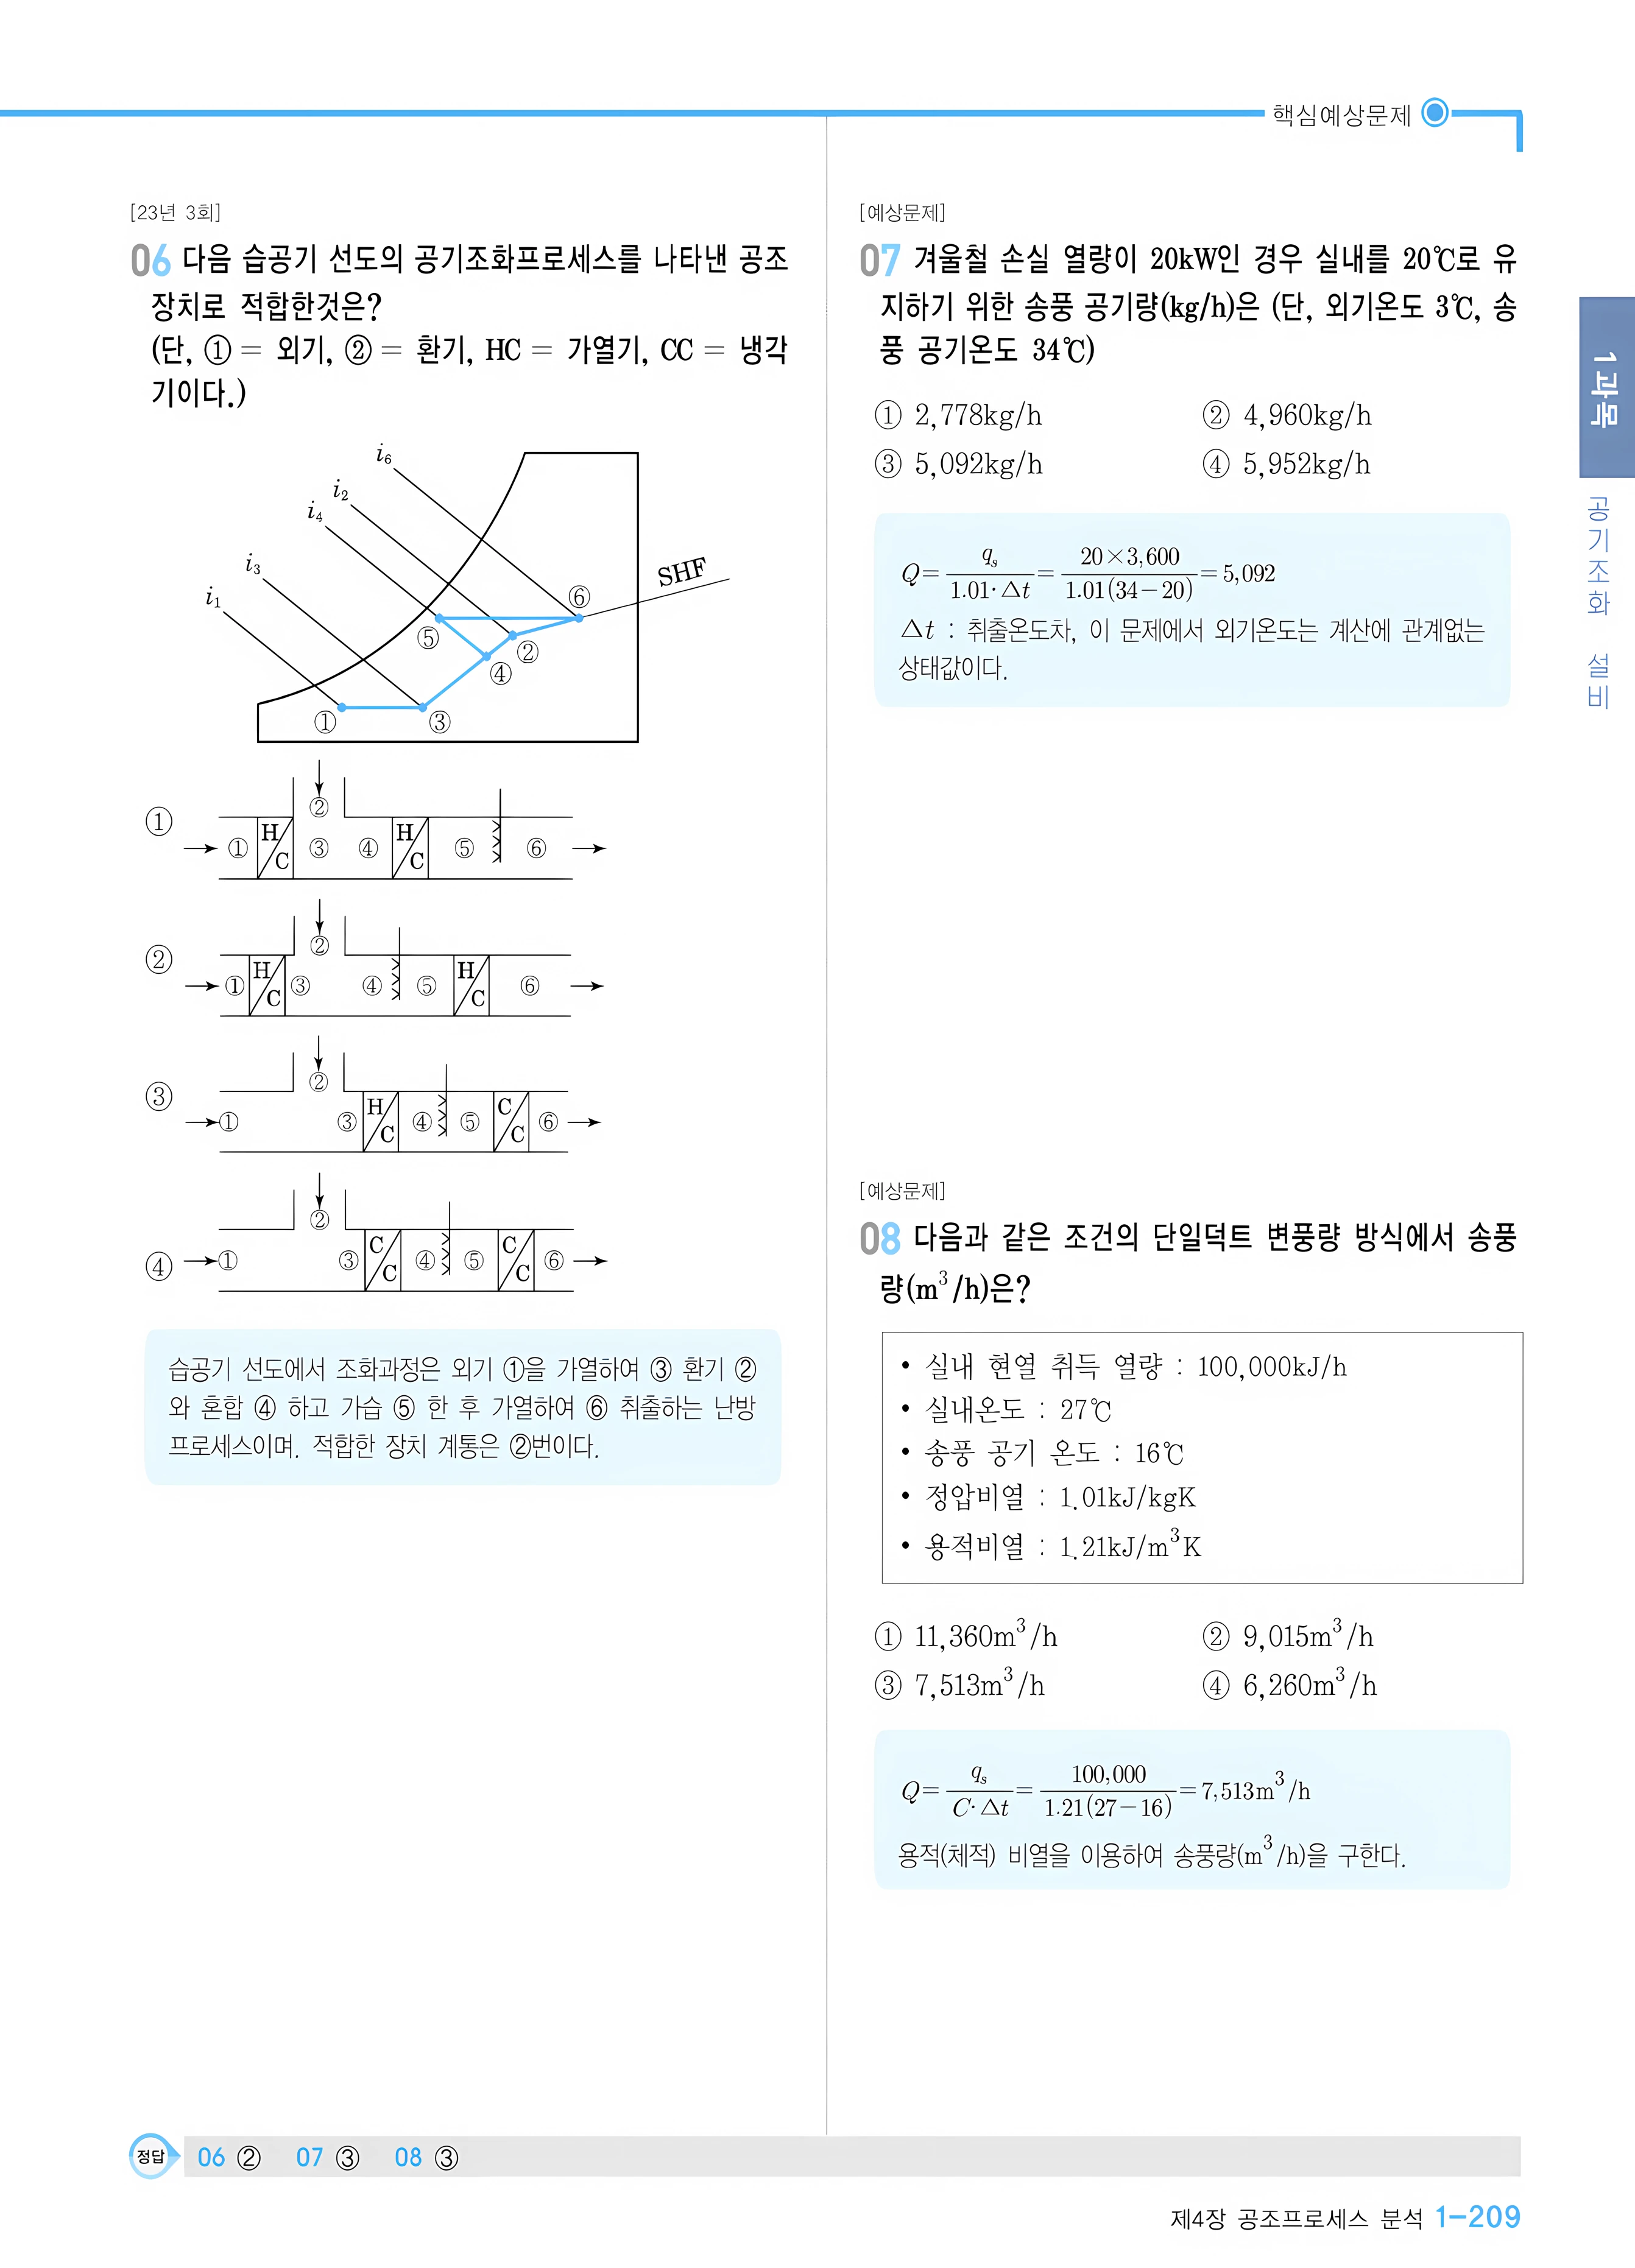 핵심예상문제
[23년 3회]
06 다음 습공기 선도의 공기조화프로세스를 나타낸 공조
장치로 적합한것은?
(단, ① = 외기, ② = 환기, HC = 가열기, CC = 냉각
기이다.)
i₆
i₂
i₄
i₃
i₁
SHF
⑥
⑤
②
④
①
③
①
②
① H/C ③ ④ H/C ⑤ ⑥
②
②
① H/C ③ ④ ⑤ H/C ⑥
③
②
① ③ H/C ④ ⑤ C/C ⑥
④
②
① ③ C/C ④ ⑤ C/C ⑥
습공기 선도에서 조화과정은 외기 ①을 가열하여 ③ 환기 ②
와 혼합 ④ 하고 가습 ⑤ 한 후 가열하여 ⑥ 취출하는 난방
프로세스이며. 적합한 장치 계통은 ②번이다.
[예상문제]
07 겨울철 손실 열량이 20kW인 경우 실내를 20℃로 유
지하기 위한 송풍 공기량(kg/h)은 (단, 외기온도 3℃, 송
풍 공기온도 34℃)
① 2,778kg/h ② 4,960kg/h
③ 5,092kg/h ④ 5,952kg/h
Q = qₛ / 1.01·Δt = 20×3,600 / 1.01(34−20) = 5,092
Δt : 취출온도차, 이 문제에서 외기온도는 계산에 관계없는
상태값이다.
[예상문제]
08 다음과 같은 조건의 단일덕트 변풍량 방식에서 송풍
량(m³/h)은?
• 실내 현열 취득 열량 : 100,000kJ/h
• 실내온도 : 27℃
• 송풍 공기 온도 : 16℃
• 정압비열 : 1.01kJ/kgK
• 용적비열 : 1.21kJ/m³K
① 11,360m³/h ② 9,015m³/h
③ 7,513m³/h ④ 6,260m³/h
Q = qₛ / C·Δt = 100,000 / 1.21(27−16) = 7,513m³/h
용적(체적) 비열을 이용하여 송풍량(m³/h)을 구한다.
1과목
공기조화 설비
정답 06 ② 07 ③ 08 ③
제4장 공조프로세스 분석 1-209